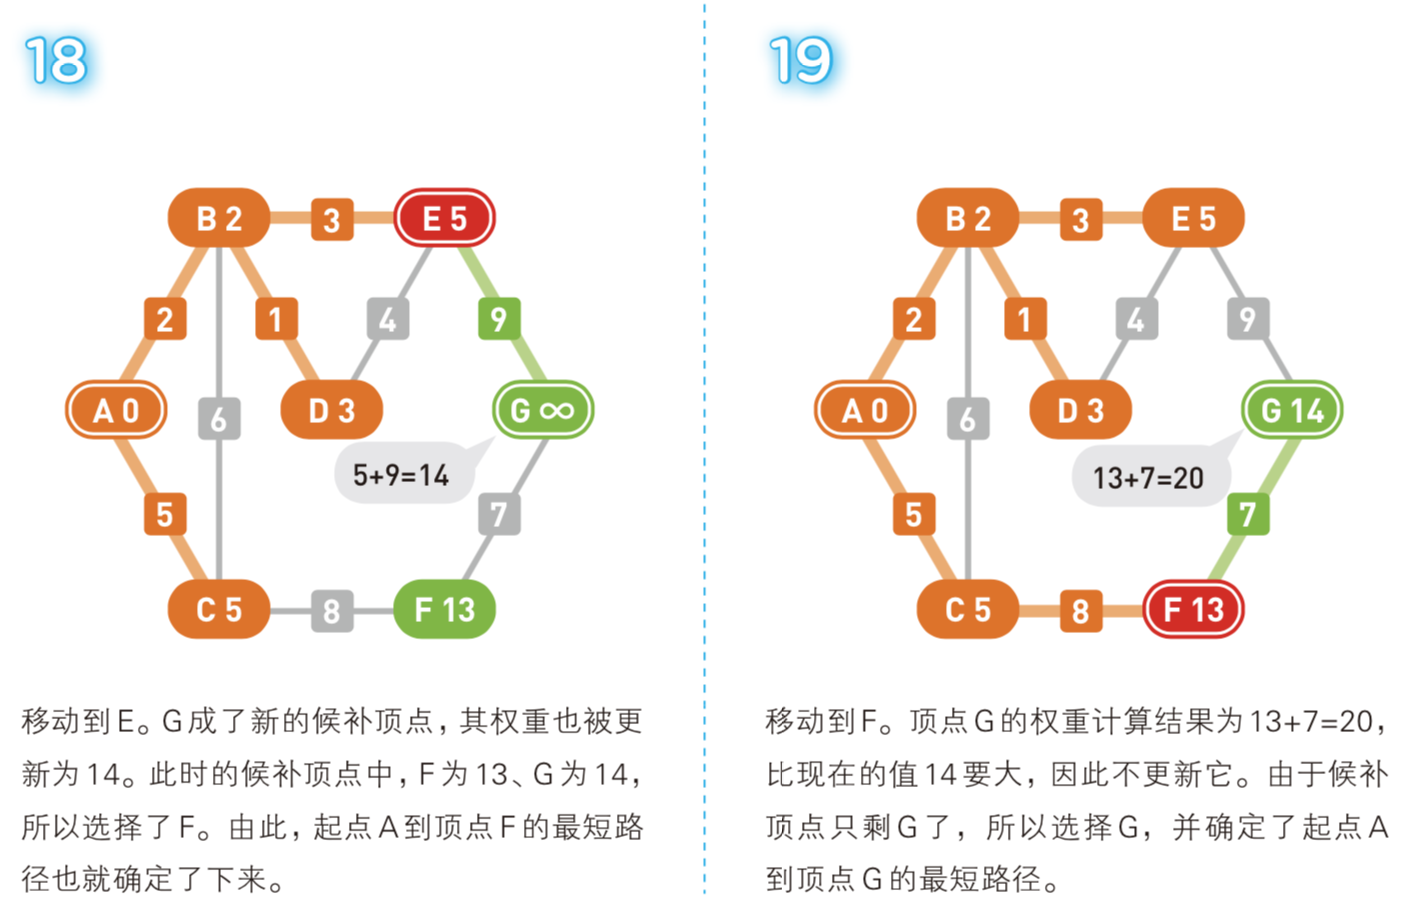 18
B 2
3
E 5
2
1
4
9
A 0
6
D 3
G ∞
5+9=14
5
7
C 5
8
F 13
移动到E。G成了新的候补顶点，其权重也被更
新为14。此时的候补顶点中，F为13、G为14，
所以选择了F。由此，起点A到顶点F的最短路
径也就确定了下来。
19
B 2
3
E 5
2
1
4
9
A 0
6
D 3
G 14
13+7=20
5
7
C 5
8
F 13
移动到F。顶点G的权重计算结果为13+7=20，
比现在的值14要大，因此不更新它。由于候补
顶点只剩G了，所以选择G，并确定了起点A
到顶点G的最短路径。